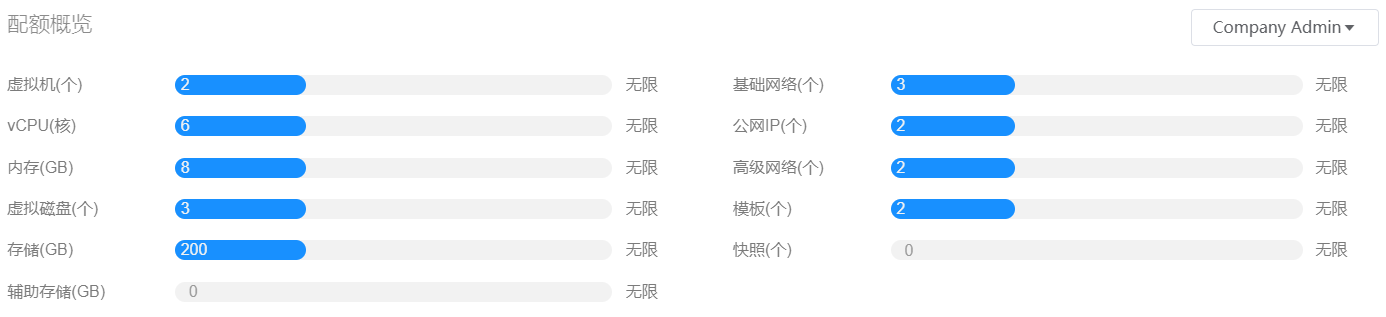 配额概览
Company Admin
虚拟机(个) 2 无限 基础网络(个) 3 无限
vCPU(核) 6 无限 公网IP(个) 2 无限
内存(GB) 8 无限 高级网络(个) 2 无限
虚拟磁盘(个) 3 无限 模板(个) 2 无限
存储(GB) 200 无限 快照(个) 0 无限
辅助存储(GB) 0 无限